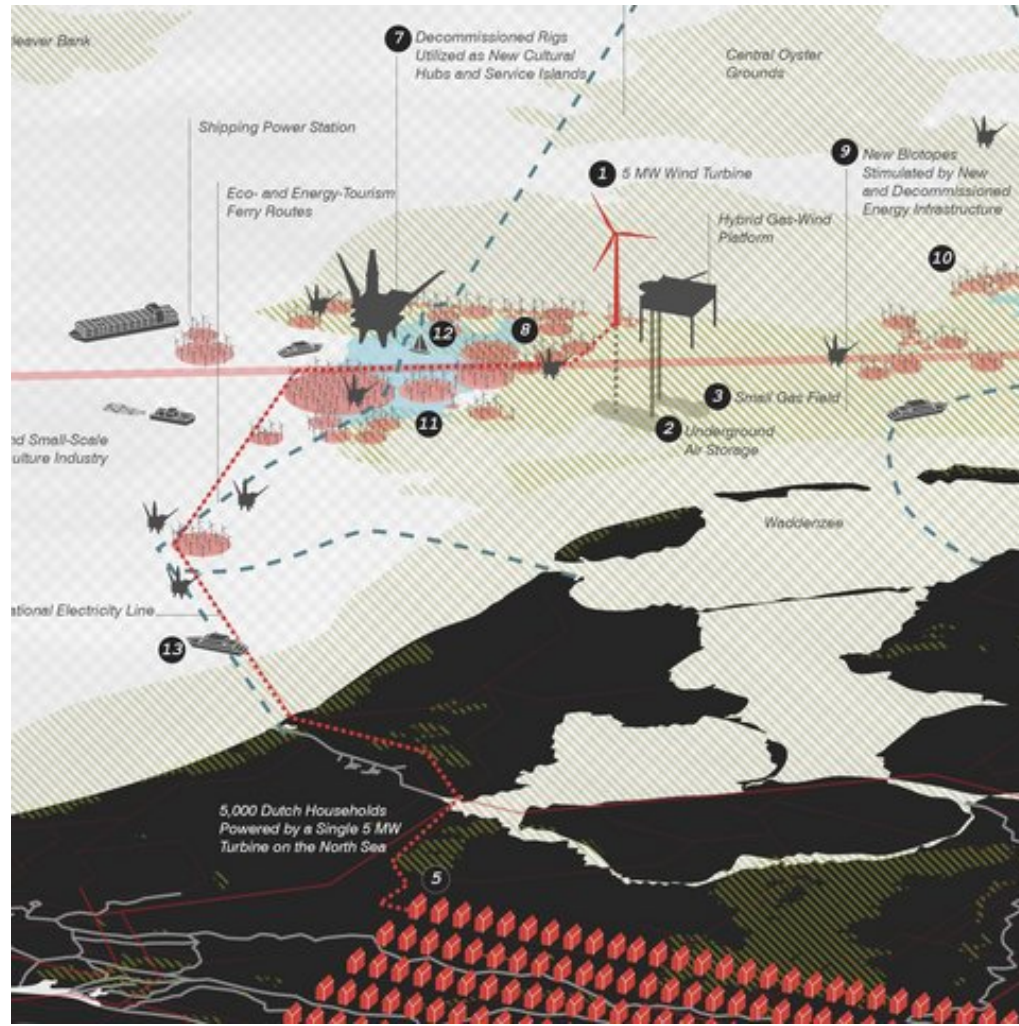 Cleaver Bank
7
Decommissioned Rigs
Utilized as New Cultural
Hubs and Service Islands
Central Oyster
Grounds
Shipping Power Station
1
5 MW Wind Turbine
9
New Biotopes
Stimulated by New
and Decommissioned
Energy Infrastructure
Eco- and Energy-Tourism
Ferry Routes
Hybrid Gas-Wind
Platform
10
12
8
3
Small Gas Field
11
2
Underground
Air Storage
nd Small-Scale
ulture Industry
Waddenzee
ational Electricity Line
13
5,000 Dutch Households
Powered by a Single 5 MW
Turbine on the North Sea
5